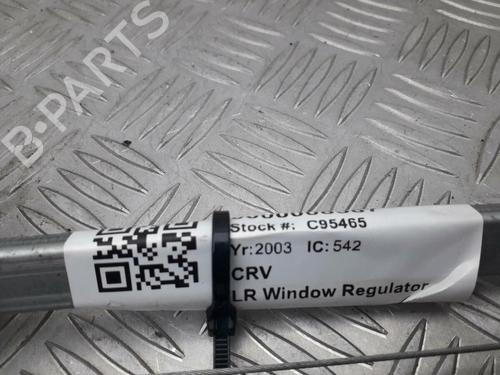 B-PARTS
Stock #: C95465
Yr:2003 IC: 542
CRV
LR Window Regulator